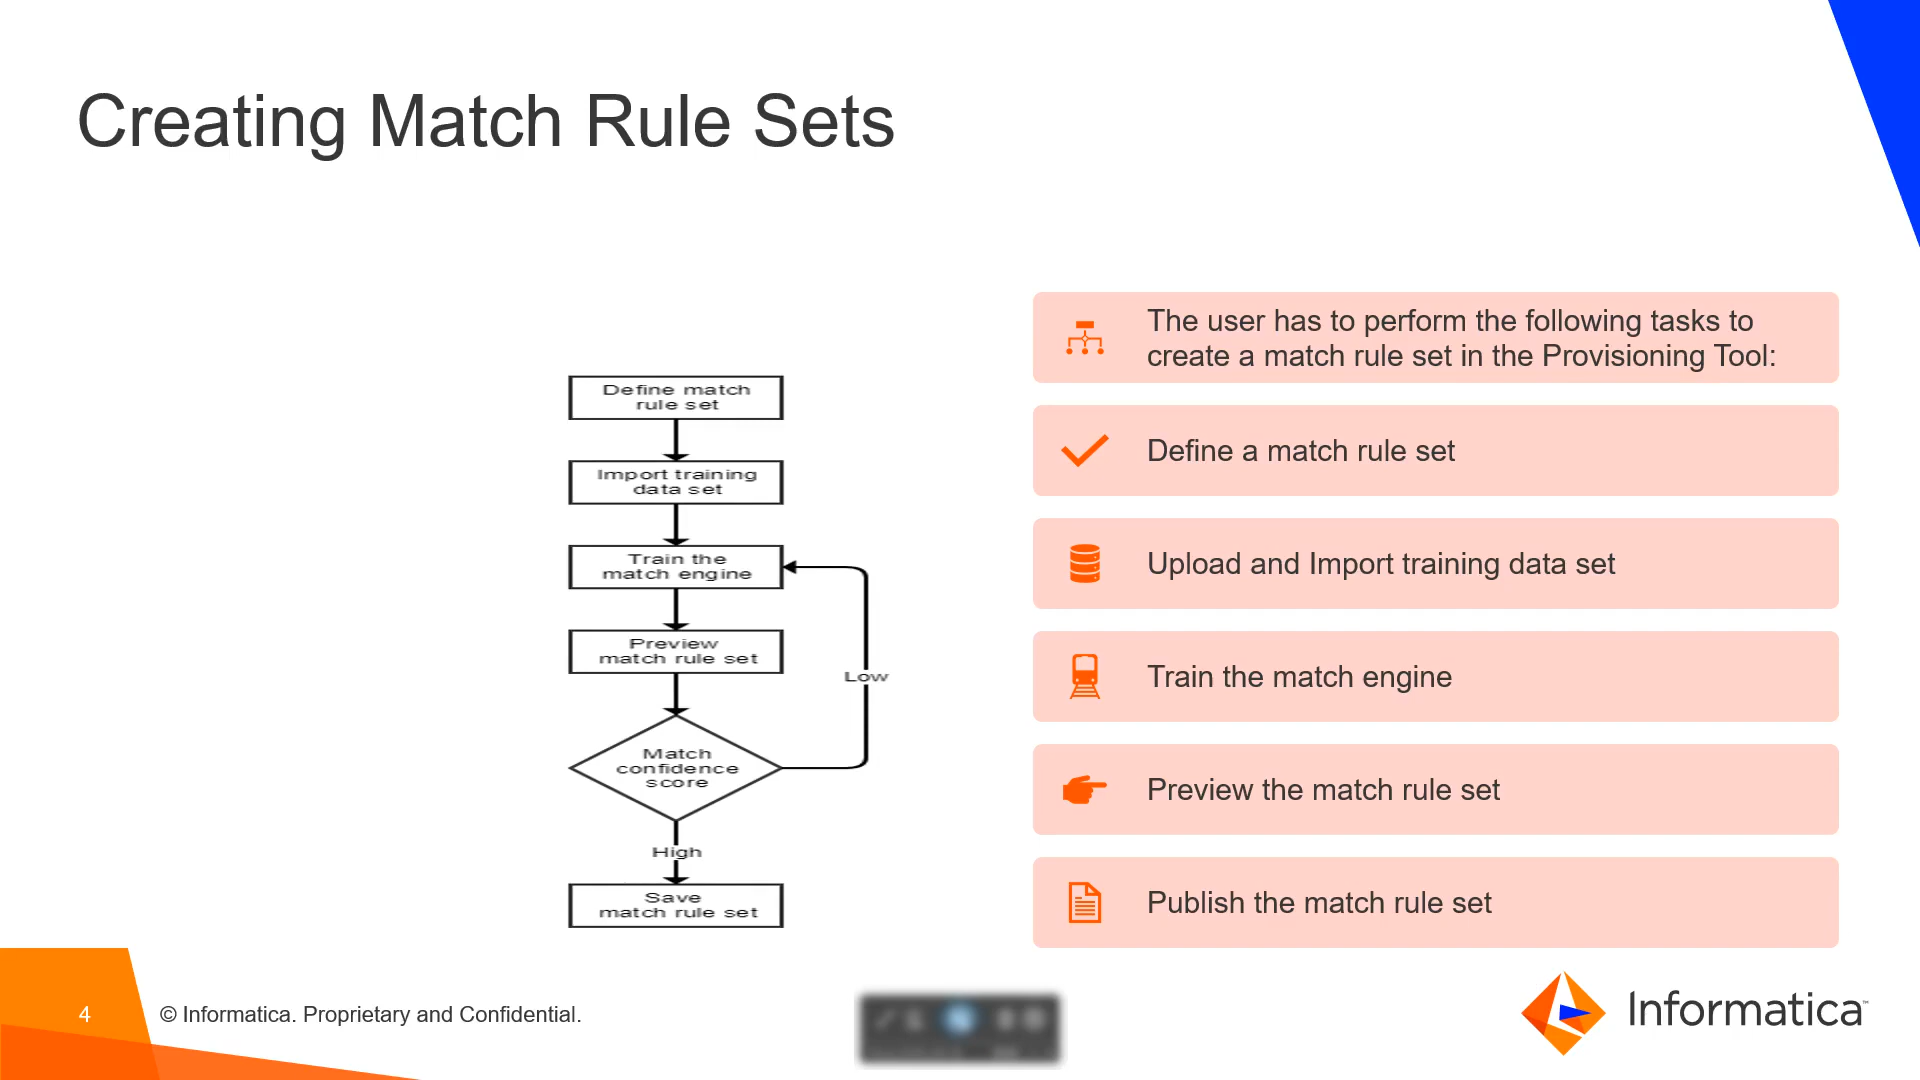 Creating Match Rule Sets
Define match
rule set
Import training
data set
Train the
match engine
Preview
match rule set
Low
Match
confidence
score
High
Save
match rule set
The user has to perform the following tasks to
create a match rule set in the Provisioning Tool:
Define a match rule set
Upload and Import training data set
Train the match engine
Preview the match rule set
Publish the match rule set
4
© Informatica. Proprietary and Confidential.
Informatica™